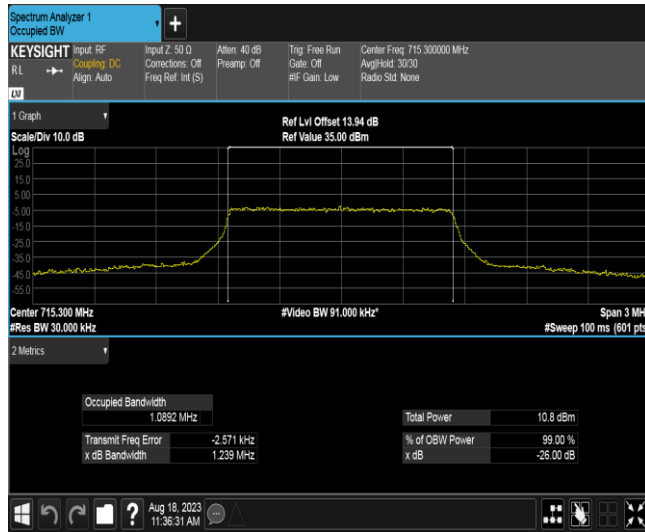 Spectrum Analyzer 1
Occupied BW
KEYSIGHT
Input: RF
Coupling: DC
Align: Auto
Input Z: 50 Ω
Corrections: Off
Freq Ref: Int (S)
Atten: 40 dB
Preamp: Off
Trig: Free Run
Gate: Off
#IF Gain: Low
Center Freq: 715.300000 MHz
Avg|Hold: 30/30
Radio Std: None
RL
LXI
1 Graph
Scale/Div 10.0 dB
Ref Lvl Offset 13.94 dB
Ref Value 35.00 dBm
Log
25.0
15.0
5.00
-5.00
-15.0
-25.0
-35.0
-45.0
-55.0
Center 715.300 MHz
#Video BW 91.000 kHz*
Span 3 MH
#Res BW 30.000 kHz
#Sweep 100 ms (601 pts
2 Metrics
Occupied Bandwidth
1.0892 MHz
Total Power 10.8 dBm
Transmit Freq Error -2.571 kHz
% of OBW Power 99.00 %
x dB Bandwidth 1.239 MHz
x dB -26.00 dB
?
Aug 18, 2023
11:36:31 AM